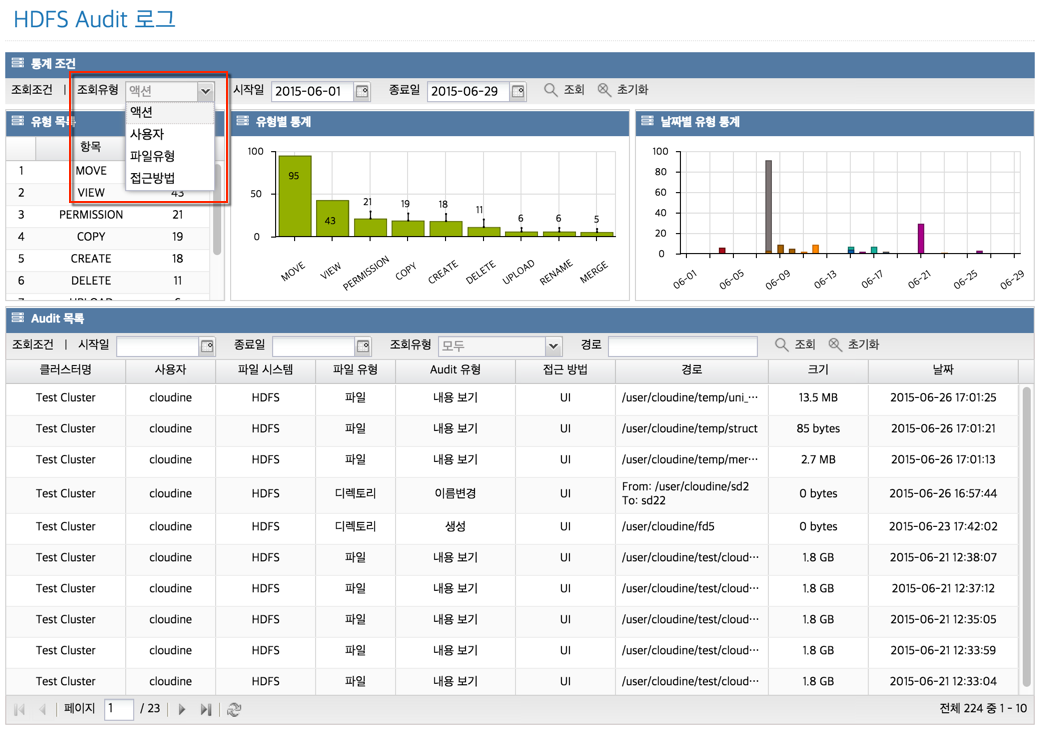 HDFS Audit 로그
통계 조건
조회조건 | 조회유형 액션 시작일 2015-06-01 종료일 2015-06-29 조회 초기화
액션
사용자
파일유형
접근방법
유형 목록
항목
1 MOVE
2 VIEW 43
3 PERMISSION 21
4 COPY 19
5 CREATE 18
6 DELETE 11
유형별 통계
100
50
0
95 43 21 19 18 11 6 6 5
MOVE VIEW PERMISSION COPY CREATE DELETE UPLOAD RENAME MERGE
날짜별 유형 통계
100
80
60
40
20
0
06-01 06-05 06-09 06-13 06-17 06-21 06-25 06-29
Audit 목록
조회조건 | 시작일 종료일 조회유형 모두 경로 조회 초기화
클러스터명 사용자 파일 시스템 파일 유형 Audit 유형 접근 방법 경로 크기 날짜
Test Cluster cloudine HDFS 파일 내용 보기 UI /user/cloudine/temp/uni_··· 13.5 MB 2015-06-26 17:01:25
Test Cluster cloudine HDFS 파일 내용 보기 UI /user/cloudine/temp/struct 85 bytes 2015-06-26 17:01:21
Test Cluster cloudine HDFS 파일 내용 보기 UI /user/cloudine/temp/mer··· 2.7 MB 2015-06-26 17:01:13
Test Cluster cloudine HDFS 디렉토리 이름변경 UI From: /user/cloudine/sd2 0 bytes 2015-06-26 16:57:44
To: sd22
Test Cluster cloudine HDFS 디렉토리 생성 UI /user/cloudine/fd5 0 bytes 2015-06-23 17:42:02
Test Cluster cloudine HDFS 파일 내용 보기 UI /user/cloudine/test/cloud··· 1.8 GB 2015-06-21 12:38:07
Test Cluster cloudine HDFS 파일 내용 보기 UI /user/cloudine/test/cloud··· 1.8 GB 2015-06-21 12:37:12
Test Cluster cloudine HDFS 파일 내용 보기 UI /user/cloudine/test/cloud··· 1.8 GB 2015-06-21 12:35:05
Test Cluster cloudine HDFS 파일 내용 보기 UI /user/cloudine/test/cloud··· 1.8 GB 2015-06-21 12:33:59
Test Cluster cloudine HDFS 파일 내용 보기 UI /user/cloudine/test/cloud··· 1.8 GB 2015-06-21 12:33:04
페이지 1 / 23 전체 224 중 1 - 10